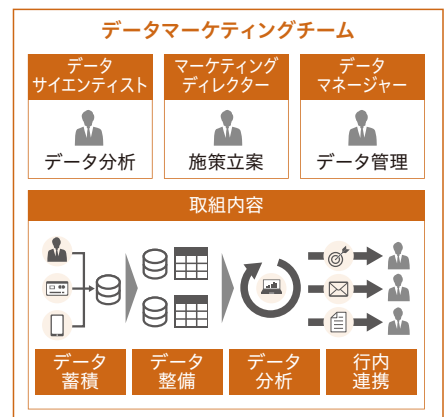 データマーケティングチーム
データ
サイエンティスト
データ分析
マーケティング
ディレクター
施策立案
データ
マネージャー
データ管理
取組内容
データ
蓄積
データ
整備
データ
分析
行内
連携